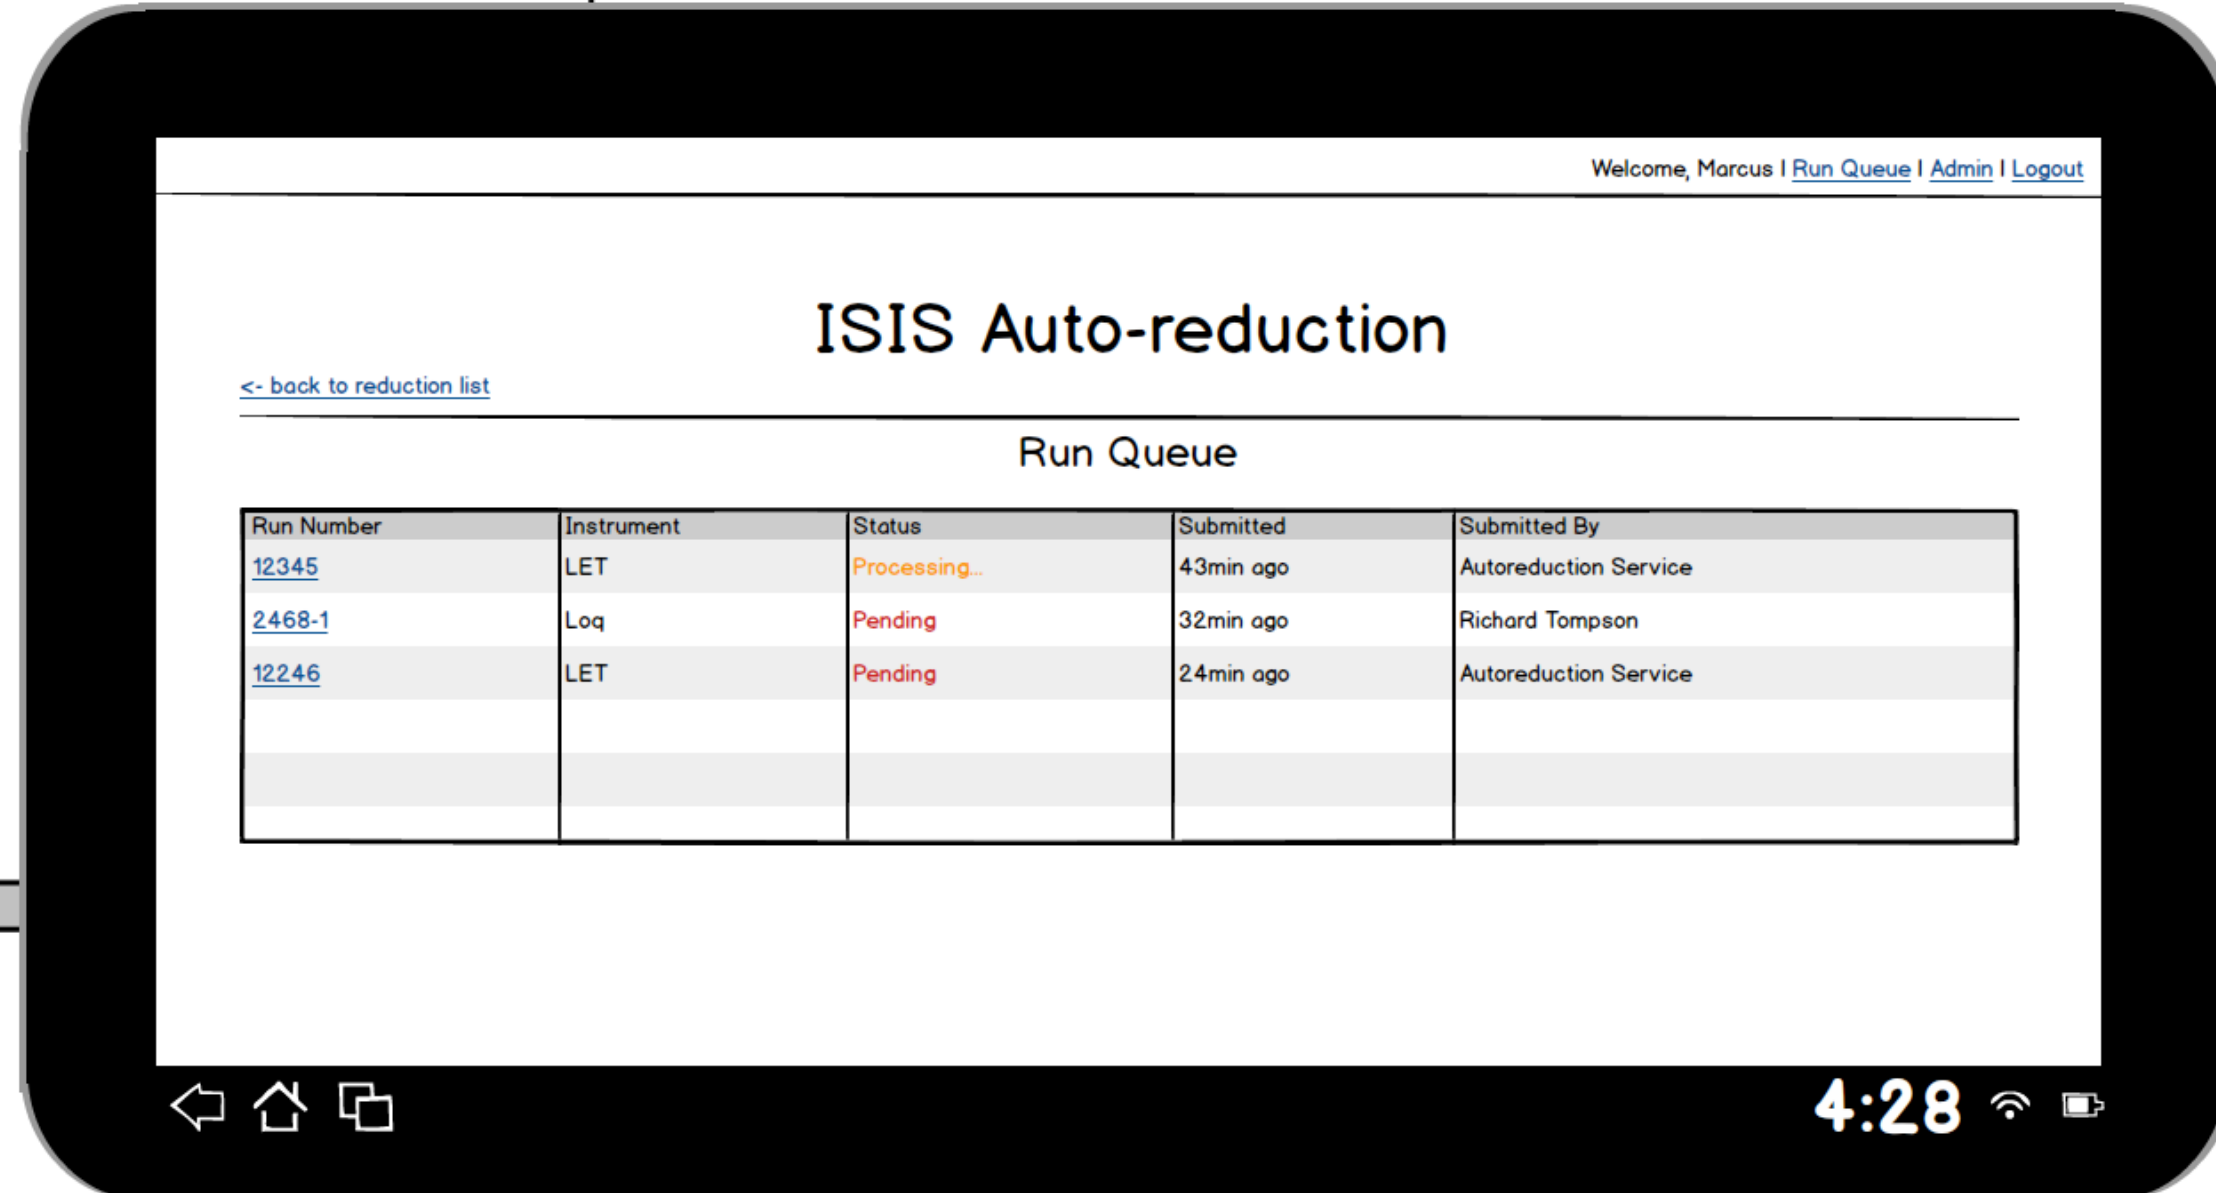 Welcome, Marcus | Run Queue | Admin | Logout
ISIS Auto-reduction
<- back to reduction list
Run Queue
Run Number Instrument Status Submitted Submitted By
12345 LET Processing... 43min ago Autoreduction Service
2468-1 Loq Pending 32min ago Richard Tompson
12246 LET Pending 24min ago Autoreduction Service
4:28